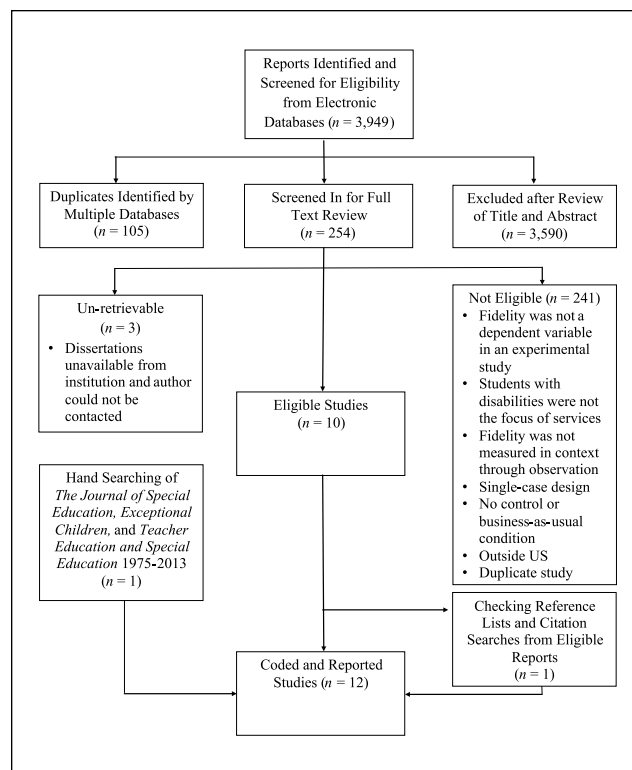 Reports Identified and
Screened for Eligibility
from Electronic
Databases (n = 3,949)
Duplicates Identified by
Multiple Databases
(n = 105)
Screened In for Full
Text Review
(n = 254)
Excluded after Review
of Title and Abstract
(n = 3,590)
Un-retrievable
(n = 3)
• Dissertations
unavailable from
institution and author
could not be
contacted
Not Eligible (n = 241)
• Fidelity was not a
dependent variable
in an experimental
study
• Students with
disabilities were not
the focus of services
• Fidelity was not
measured in context
through observation
• Single-case design
• No control or
business-as-usual
condition
• Outside US
• Duplicate study
Eligible Studies
(n = 10)
Hand Searching of
The Journal of Special
Education, Exceptional
Children, and Teacher
Education and Special
Education 1975-2013
(n = 1)
Checking Reference
Lists and Citation
Searches from Eligible
Reports
(n = 1)
Coded and Reported
Studies (n = 12)